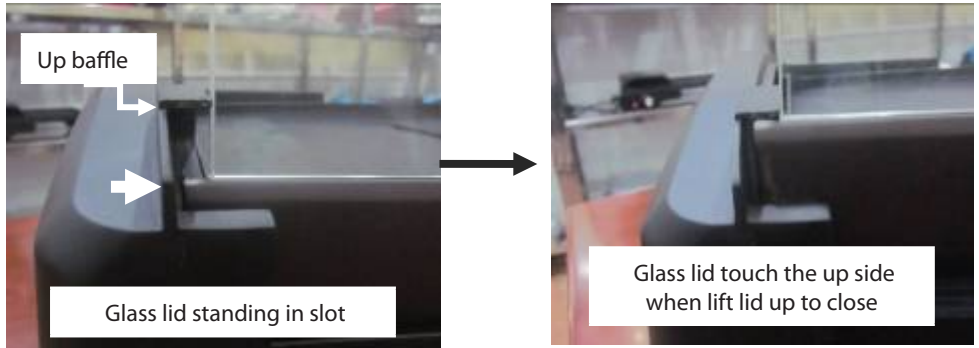 Up baffle
Glass lid standing in slot
Glass lid touch the up side
when lift lid up to close